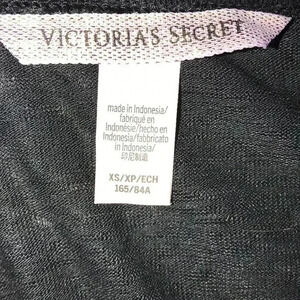 VICTORIA'S SECRET
made in Indonesia/
fabriqué en
Indonésie/hecho en
Indonesia/fabbricato
in Indonesia/
印尼制造
XS/XP/ECH
165/84A